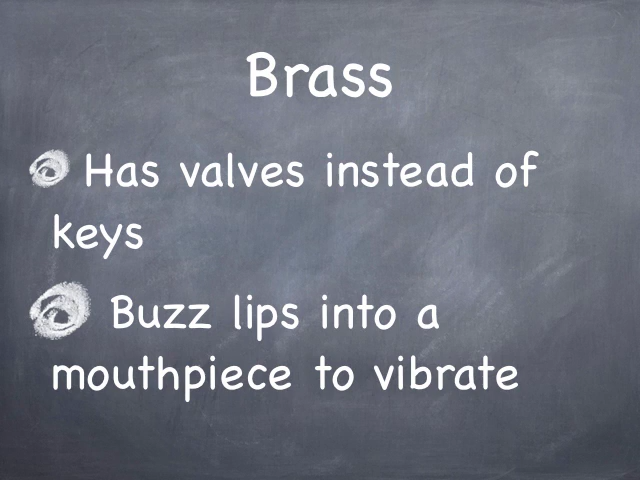 Brass
Has valves instead of
keys
Buzz lips into a
mouthpiece to vibrate